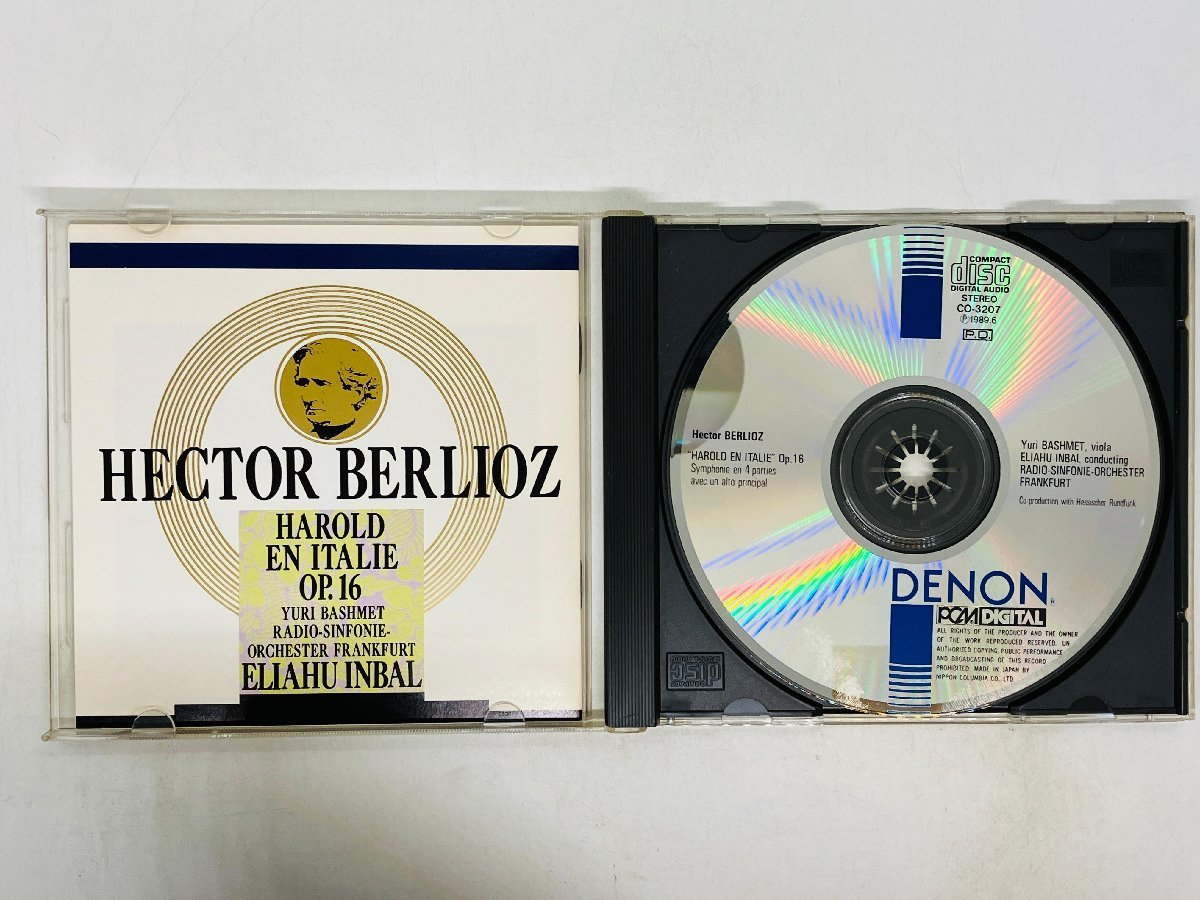 HECTOR BERLIOZ
HAROLD
EN ITALIE
OP.16
YURI BASHMET
RADIO-SINFONIE-
ORCHESTER FRANKFURT
ELIAHU INBAL
COMPACT
disc
DIGITAL AUDIO
STEREO
CO-3207
Ⓟ1989.6
P.D.
Hector BERLIOZ
"HAROLD EN ITALIE" Op.16
Symphonie en 4 parties
avec un alto principal
Yuri BASHMET, viola
ELIAHU INBAL conducting
RADIO-SINFONIE-ORCHESTER
FRANKFURT
Co-production with Hessischer Rundfunk
DENON
PCM DIGITAL
ALL RIGHTS OF THE PRODUCER AND THE OWNER
OF THE WORK REPRODUCED RESERVED. UN-
AUTHORIZED COPYING, PUBLIC PERFORMANCE
AND BROADCASTING OF THIS RECORD
PROHIBITED. MADE IN JAPAN BY
NIPPON COLUMBIA CO., LTD.